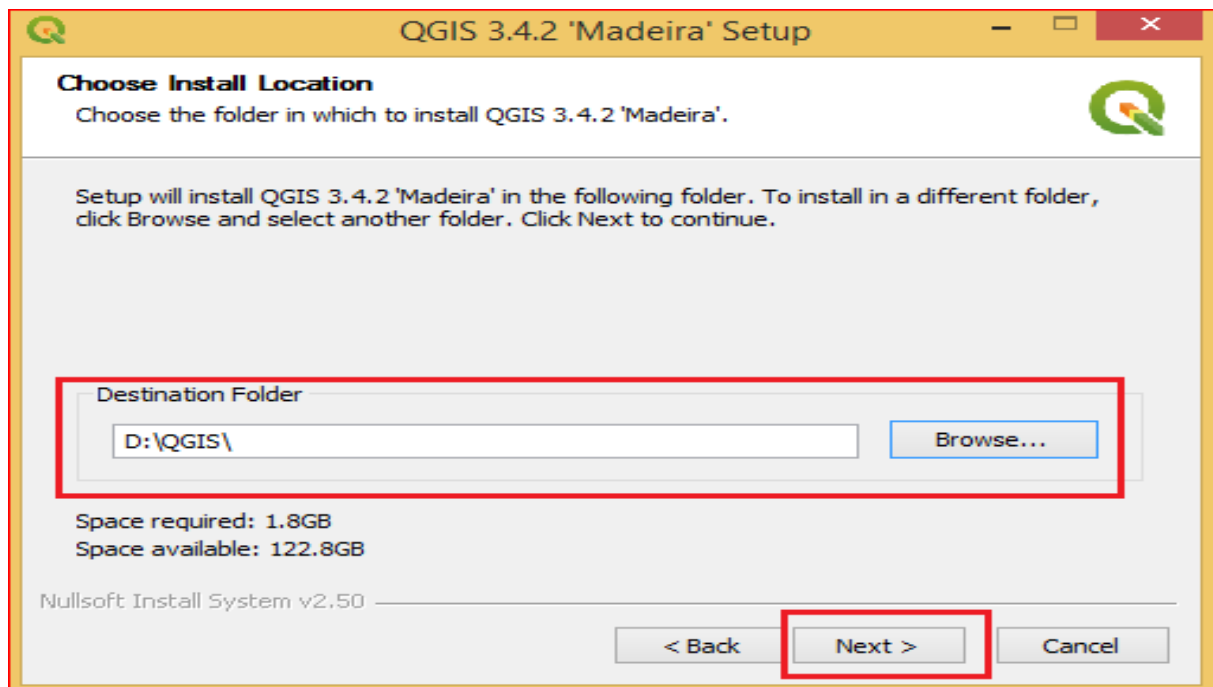 QGIS 3.4.2 'Madeira' Setup
Choose Install Location
Choose the folder in which to install QGIS 3.4.2 'Madeira'.
Setup will install QGIS 3.4.2 'Madeira' in the following folder. To install in a different folder,
click Browse and select another folder. Click Next to continue.
Destination Folder
D:\QGIS\
Browse...
Space required: 1.8GB
Space available: 122.8GB
Nullsoft Install System v2.50
< Back
Next >
Cancel